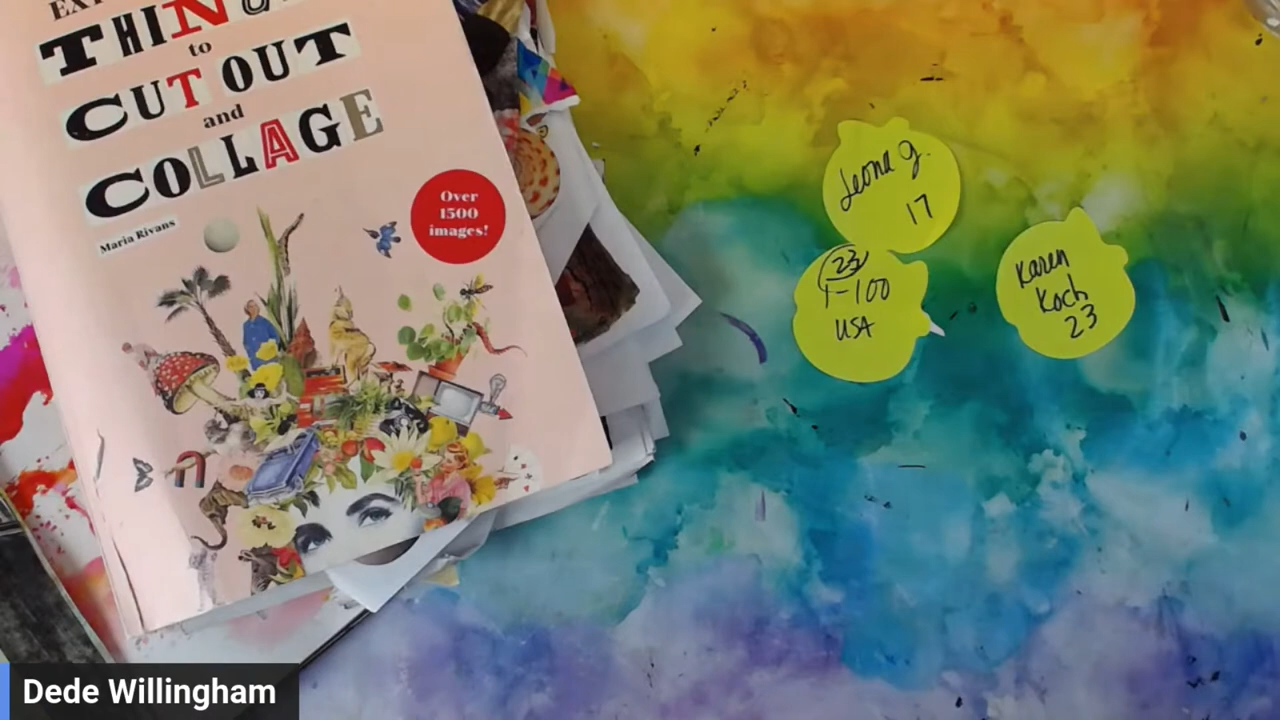 THIN
to
CUT OUT
and
COLLAGE
Maria Rivans
Over
1500
images!
Leona g.
17
23
1-100
USA
Karen
Koch
23
Dede Willingham